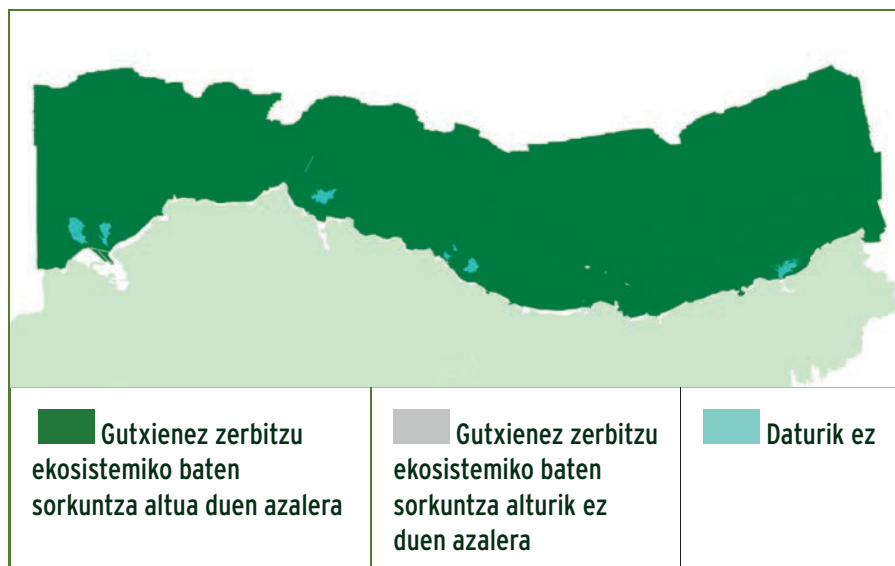 Gutxienez zerbitzu
ekosistemiko baten
sorkuntza altua duen azalera
Gutxienez zerbitzu
ekosistemiko baten
sorkuntza alturik ez
duen azalera
Daturik ez